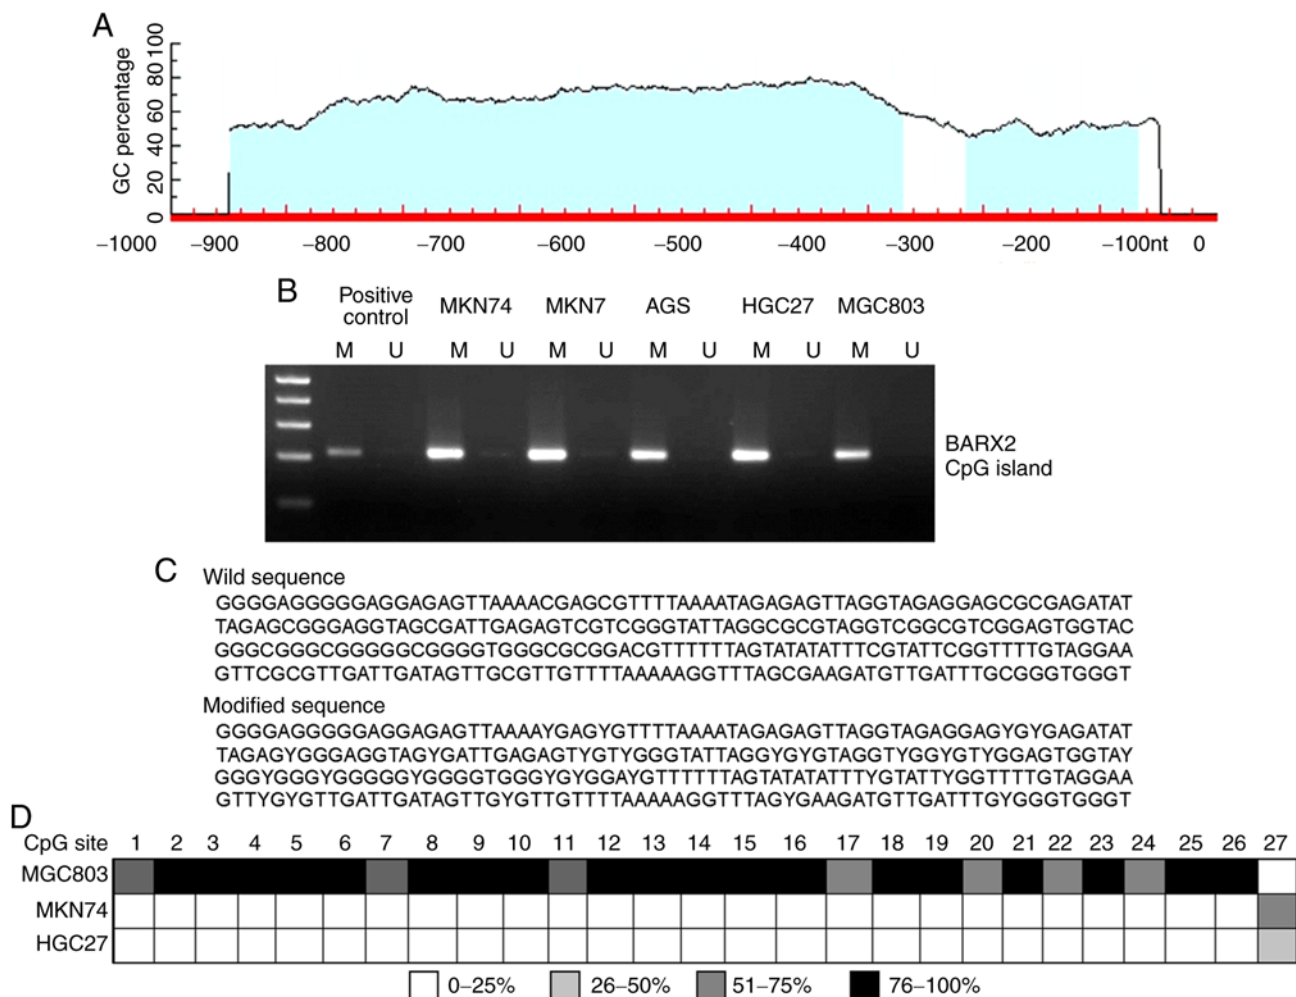 A
GC percentage
100
80
60
40
20
0
−1000 −900 −800 −700 −600 −500 −400 −300 −200 −100nt 0
B
Positive control MKN74 MKN7 AGS HGC27 MGC803
M U M U M U M U M U M U
BARX2
CpG island
C
Wild sequence
GGGGAGGGGGAGGAGAGTTAAAACGAGCGTTTTAAAATAGAGAGTTAGGTAGAGGAGCGCGAGATAT
TAGAGCGGGAGGTAGCGATTGAGAGTCGTCGGGTATTAGGCGCGTAGGTCGGCGTCGGAGTGGTAC
GGGCGGGCGGGGGCGGGGTGGGCGCGGACGTTTTTTAGTATATATTTCGTATTCGGTTTTGTAGGAA
GTTCGCGTTGATTGATAGTTGCGTTGTTTTAAAAAGGTTTAGCGAAGATGTTGATTTGCGGGTGGGT
Modified sequence
GGGGAGGGGGAGGAGAGTTAAAAYGAGYGTTTTAAAATAGAGAGTTAGGTAGAGGAGYGYGAGATAT
TAGAGYGGGAGGTAGYGATTGAGAGTYGTYGGGTATTAGGYGYGTAGGTYGGYGTYGGAGTGGTAY
GGGYGGGYGGGGGYGGGGTGGGYGYGGAYGTTTTTTAGTATATATTTYGTATTYGGTTTTGTAGGAA
GTTYGYGTTGATTGATAGTTGYGTTGTTTTAAAAAGGTTTAGYGAAGATGTTGATTTGYGGGTGGGT
D
CpG site 1 2 3 4 5 6 7 8 9 10 11 12 13 14 15 16 17 18 19 20 21 22 23 24 25 26 27
MGC803
MKN74
HGC27
0−25% 26−50% 51−75% 76−100%